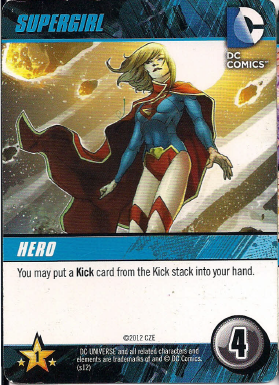 SUPERGIRL
DC
COMICS™
HERO
You may put a Kick card from the Kick stack into your hand.
©2012 CZE
DC UNIVERSE and all related characters and
elements are trademarks of and © DC Comics.
(s12)
1
4